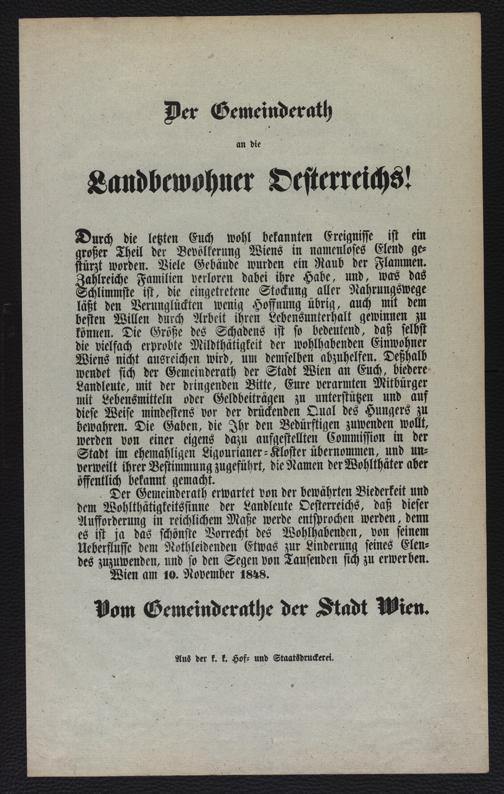 Der Gemeinderath
an die
Landbewohner Oesterreichs!
Durch die letzten Euch wohl bekannten Ereignisse ist ein
großer Theil der Bevölkerung Wiens in namenloses Elend ge-
stürzt worden. Viele Gebäude wurden ein Raub der Flammen.
Zahlreiche Familien verloren dabei ihre Habe, und, was das
Schlimmste ist, die eingetretene Stockung aller Nahrungswege
läßt den Verunglückten wenig Hoffnung übrig, auch mit dem
besten Willen durch Arbeit ihren Lebensunterhalt gewinnen zu
können. Die Größe des Schadens ist so bedeutend, daß selbst
die vielfach erprobte Mildthätigkeit der wohlhabenden Einwohner
Wiens nicht ausreichen wird, um demselben abzuhelfen. Deßhalb
wendet sich der Gemeinderath der Stadt Wien an Euch, biedere
Landleute, mit der dringenden Bitte, Eure verarmten Mitbürger
mit Lebensmitteln oder Geldbeiträgen zu unterstützen und auf
diese Weise mindestens vor der drückenden Qual des Hungers zu
bewahren. Die Gaben, die Ihr den Bedürftigen zuwenden wollt,
werden von einer eigens dazu aufgestellten Commission in der
Stadt im ehemahligen Ligourianer-Kloster übernommen, und un-
verweilt ihrer Bestimmung zugeführt, die Namen der Wohlthäter aber
öffentlich bekannt gemacht.
Der Gemeinderath erwartet von der bewährten Biederkeit und
dem Wohlthätigkeitssinne der Landleute Oesterreichs, daß dieser
Aufforderung in reichlichem Maße werde entsprochen werden, denn
es ist ja das schönste Vorrecht des Wohlhabenden, von seinem
Ueberflusse dem Nothleidenden Etwas zur Linderung seines Elen-
des zuzuwenden, und so den Segen von Tausenden sich zu erwerben.
Wien am 10. November 1848.
Vom Gemeinderathe der Stadt Wien.
Aus der k. k. Hof- und Staatsdruckerei.